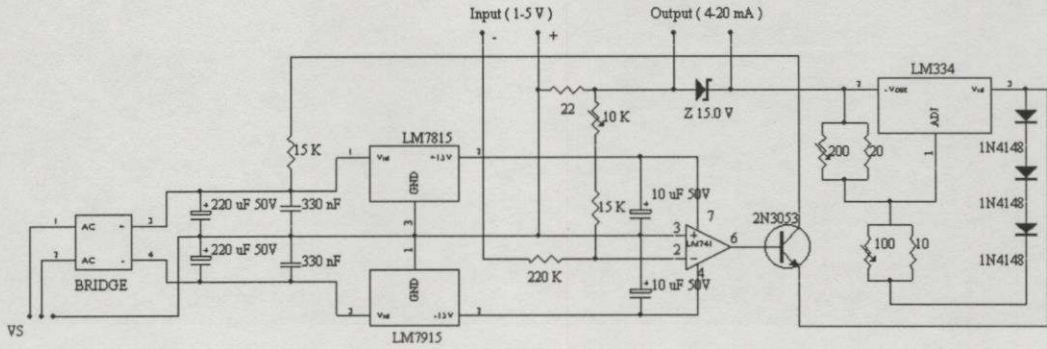 Input ( 1-5 V )
Output ( 4-20 mA )
- +
LM334
22
10 K
Z 15.0 V
2
-VOUT
Vin
3
ADJ
1
200
20
1N4148
15 K
LM7815
1
Vin
+15V
2
GND
3
10 uF 50V
15 K
7
2N3053
1N4148
220 uF 50V
330 nF
3
+
2
-
LM741
6
4
100
10
1
AC
-
3
2
AC
-
4
BRIDGE
220 uF 50V
330 nF
1
GND
220 K
10 uF 50V
1N4148
2
Vin
-15V
3
LM7915
VS